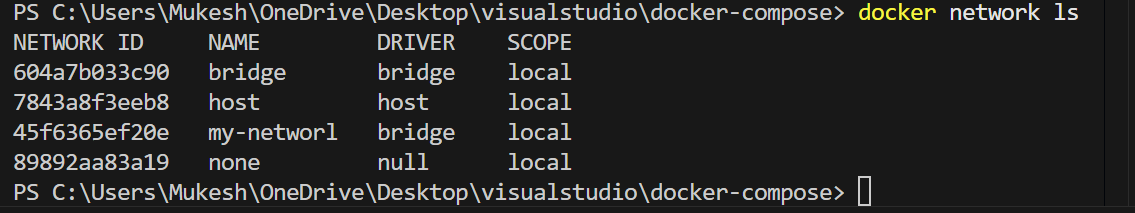 PS C:\Users\Mukesh\OneDrive\Desktop\visualstudio\docker-compose> docker network ls
NETWORK ID     NAME         DRIVER    SCOPE
604a7b033c90   bridge       bridge    local
7843a8f3eeb8   host         host      local
45f6365ef20e   my-networl   bridge    local
89892aa83a19   none         null      local
PS C:\Users\Mukesh\OneDrive\Desktop\visualstudio\docker-compose>